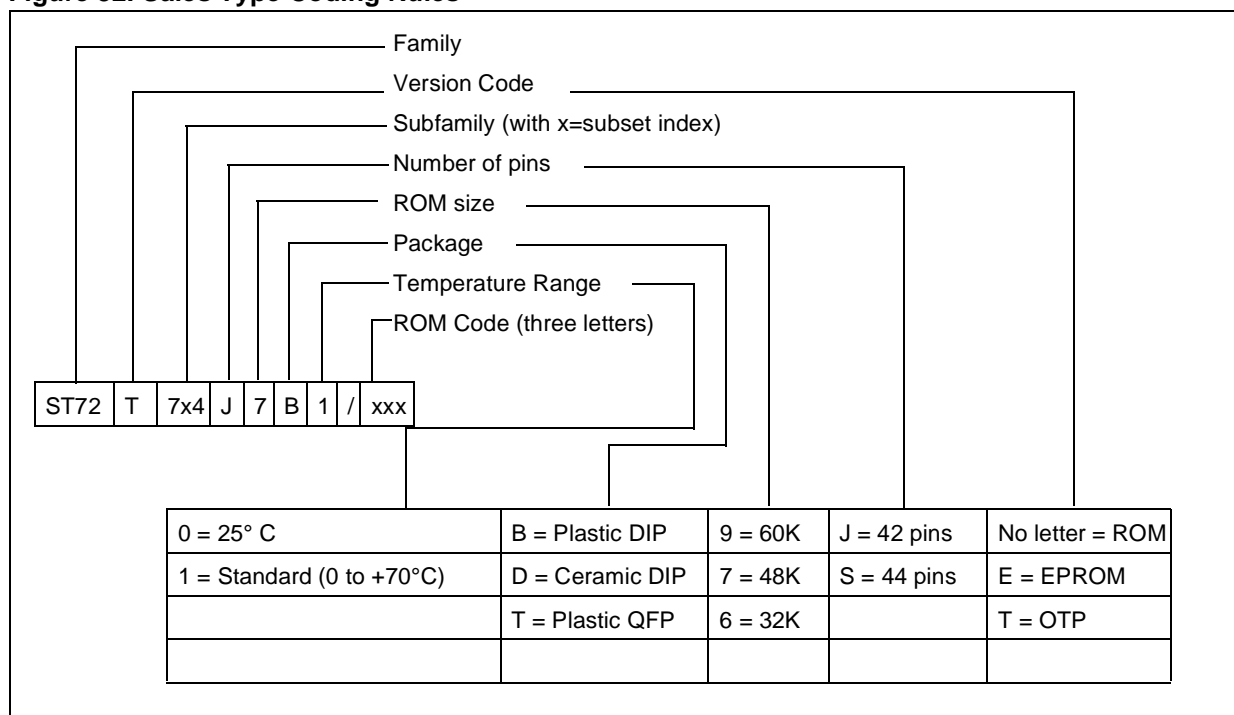 Figure 82. Sales Type Coding Rules
Family
Version Code
Subfamily (with x=subset index)
Number of pins
ROM size
Package
Temperature Range
ROM Code (three letters)
ST72 T 7x4 J 7 B 1 / xxx
0 = 25° C B = Plastic DIP 9 = 60K J = 42 pins No letter = ROM
1 = Standard (0 to +70°C) D = Ceramic DIP 7 = 48K S = 44 pins E = EPROM
T = Plastic QFP 6 = 32K T = OTP